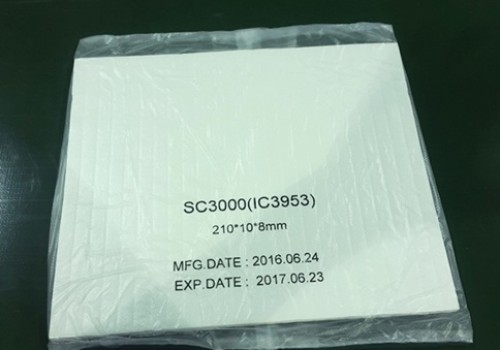 SC3000(IC3953)
210*10*8mm
MFG.DATE : 2016.06.24
EXP.DATE : 2017.06.23